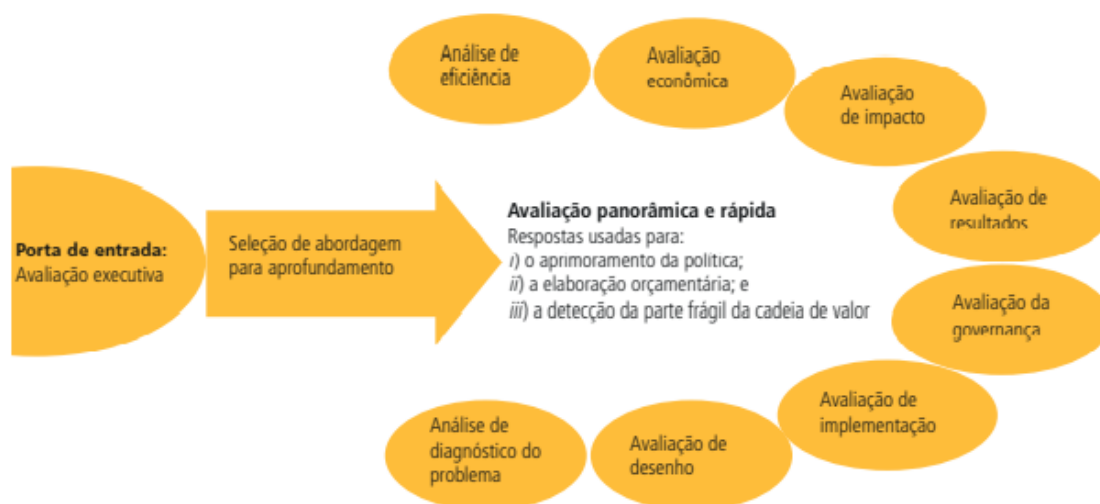 Análise de
eficiência
Avaliação
econômica
Avaliação
de impacto
Avaliação de
resultados
Avaliação da
governança
Avaliação de
implementação
Avaliação de
desenho
Análise de
diagnóstico do
problema
Porta de entrada:
Avaliação executiva
Seleção de abordagem
para aprofundamento
Avaliação panorâmica e rápida
Respostas usadas para:
i) o aprimoramento da política;
ii) a elaboração orçamentária; e
iii) a detecção da parte frágil da cadeia de valor